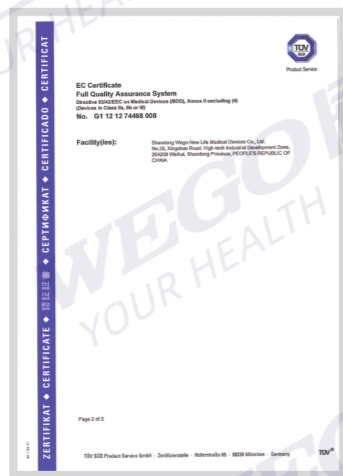 ZERTIFIKAT ◆ CERTIFICATE ◆ 認 証 証 書 ◆ СЕРТИФИКАТ ◆ CERTIFICADO ◆ CERTIFICAT
TÜV
SÜD
Product Service
EC Certificate
Full Quality Assurance System
Directive 93/42/EEC on Medical Devices (MDD), Annex II excluding (4)
(Devices in Class IIa, IIb or III)
No. G1 12 12 74468 008
Facility(ies):
Shandong Wego New Life Medical Devices Co., Ltd.
No.20, Xingshan Road, High-tech Industrial Development Zone,
264209 Weihai, Shandong Province, PEOPLE'S REPUBLIC OF
CHINA
WEGO
YOUR HEALTH
Page 2 of 2
TÜV SÜD Product Service GmbH · Zertifizierstelle · Ridlerstraße 65 · 80339 München · Germany
TÜV®